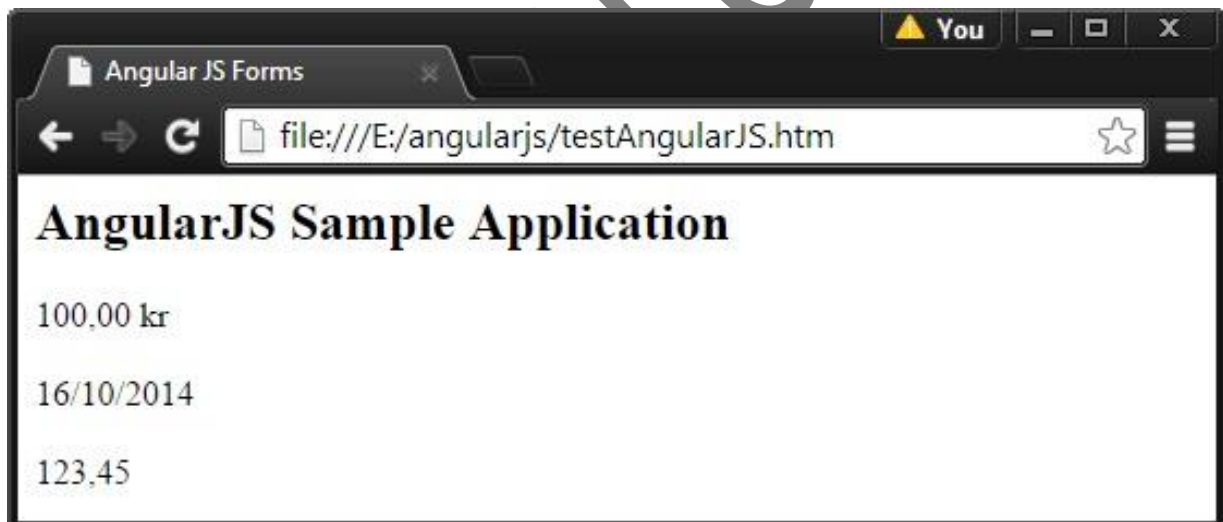 You
Angular JS Forms
file:///E:/angularjs/testAngularJS.htm
AngularJS Sample Application
100,00 kr
16/10/2014
123,45